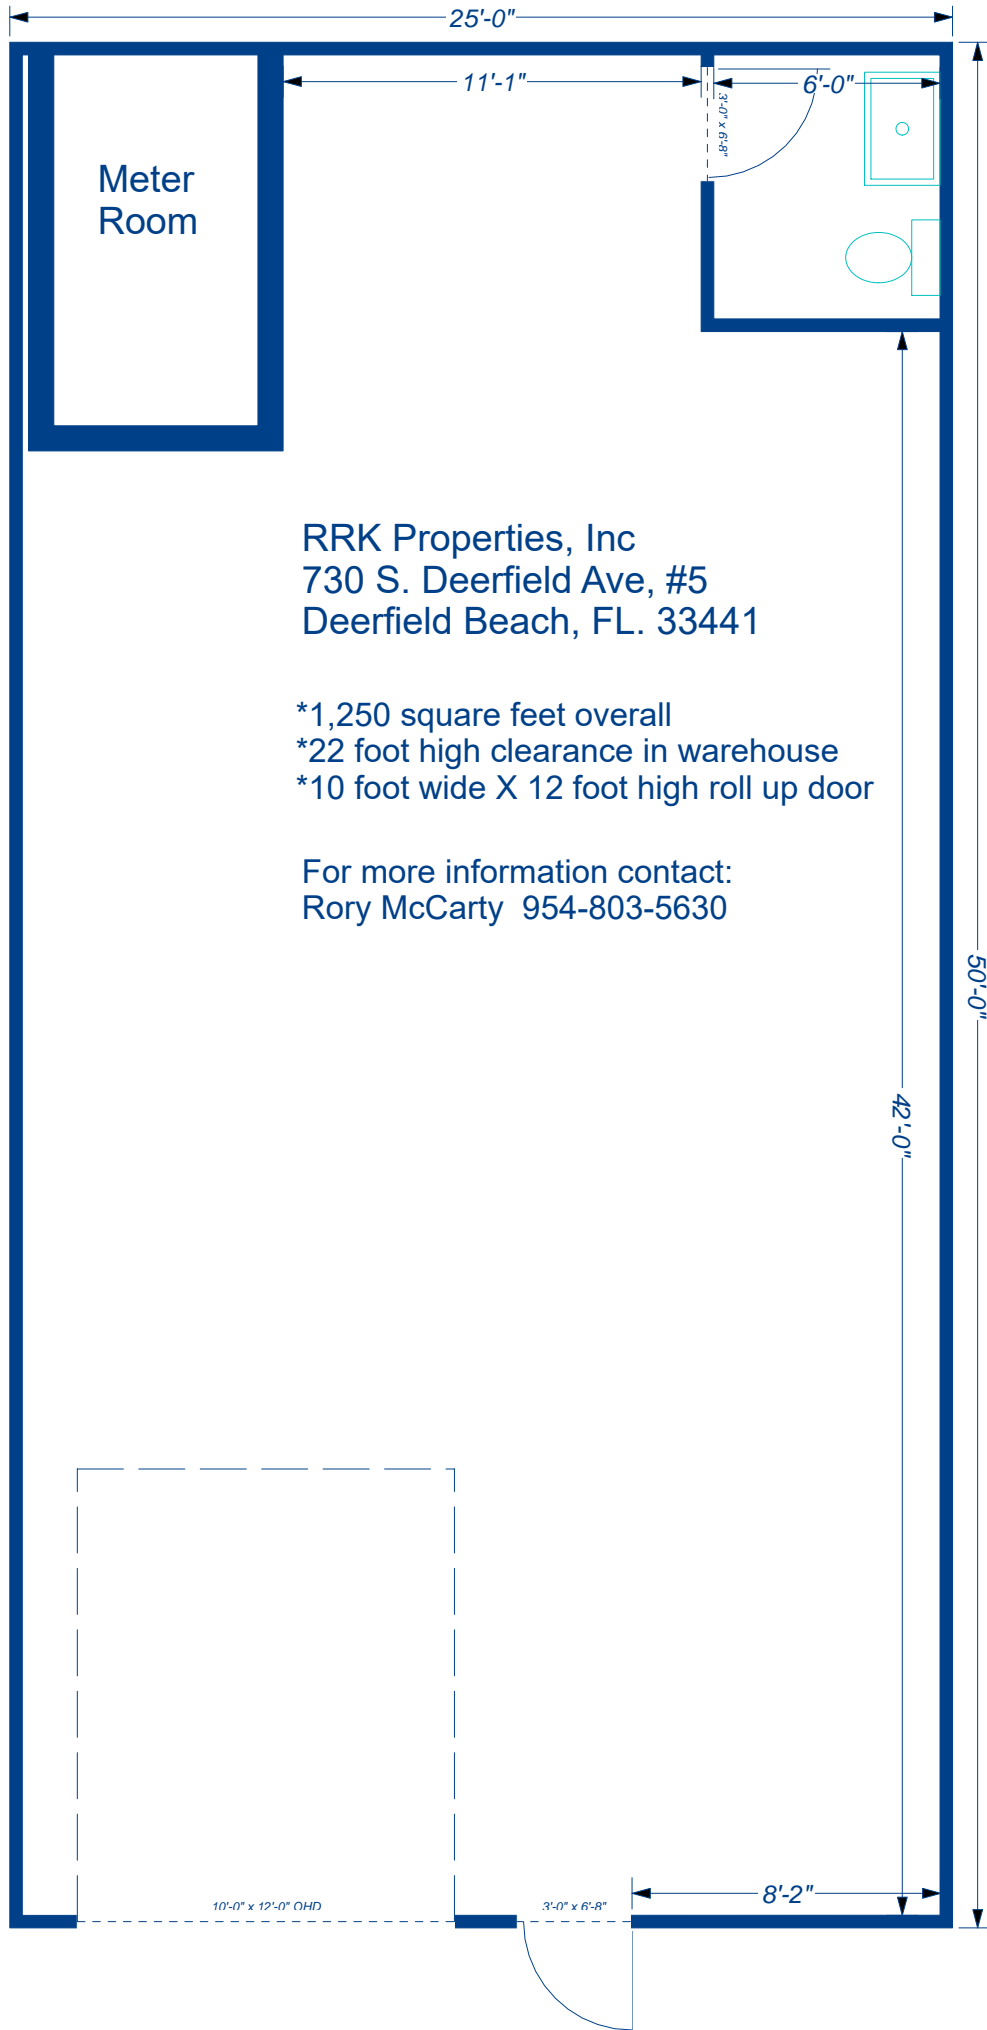 25'-0"
11'-1"
6'-0"
3'-0" x 6'-8"
Meter
Room
RRK Properties, Inc
730 S. Deerfield Ave, #5
Deerfield Beach, FL. 33441
*1,250 square feet overall
*22 foot high clearance in warehouse
*10 foot wide X 12 foot high roll up door
For more information contact:
Rory McCarty  954-803-5630
50'-0"
42'-0"
8'-2"
10'-0" x 12'-0" OHD
3'-0" x 6'-8"